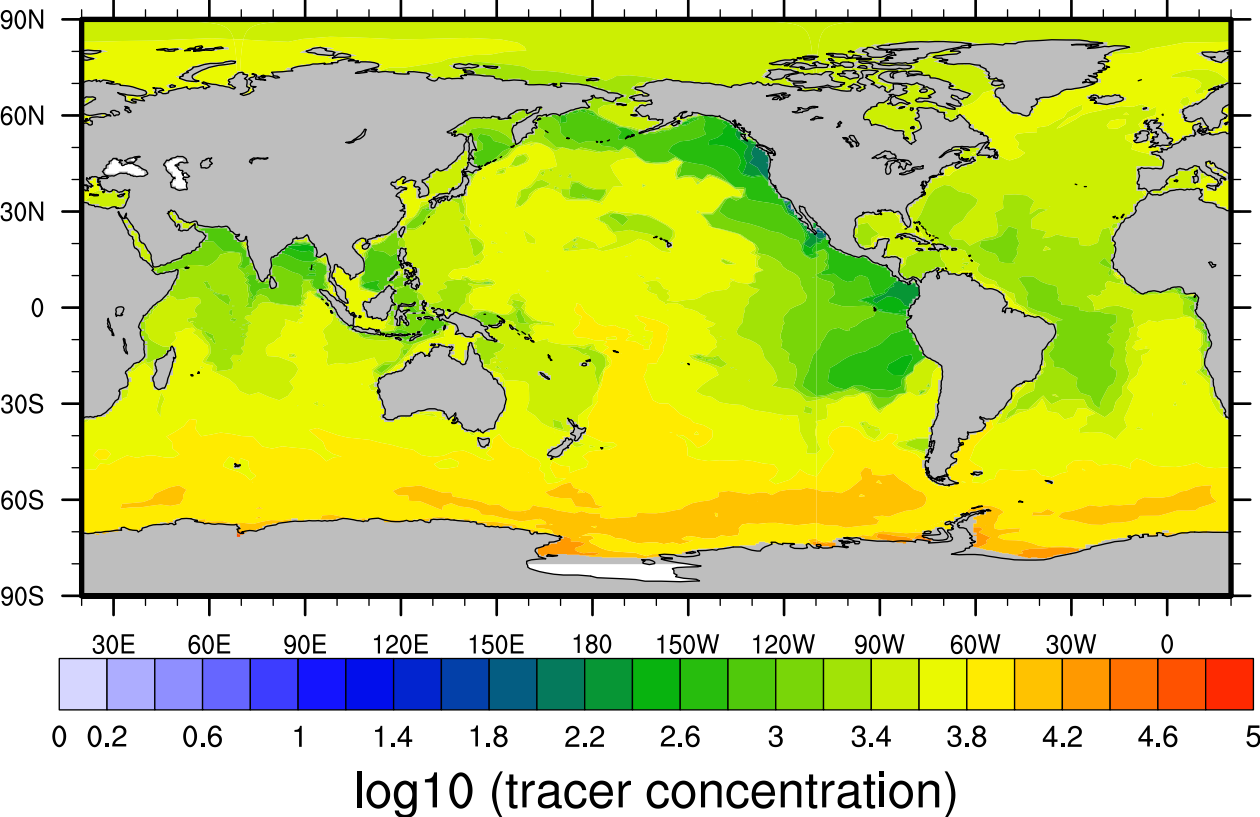 90N
60N
30N
0
30S
60S
90S
30E 60E 90E 120E 150E 180 150W 120W 90W 60W 30W 0
0 0.2 0.6 1 1.4 1.8 2.2 2.6 3 3.4 3.8 4.2 4.6 5
log10 (tracer concentration)